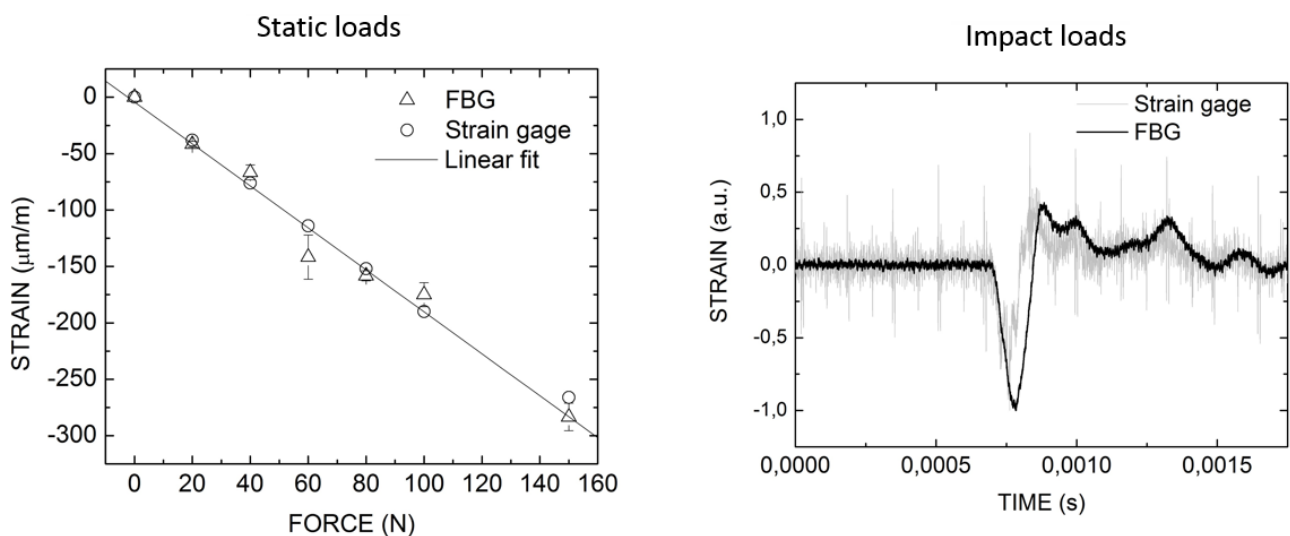 Static loads
0
-50
-100
-150
-200
-250
-300
STRAIN (µm/m)
FBG
Strain gage
Linear fit
0 20 40 60 80 100 120 140 160
FORCE (N)
Impact loads
1,0
0,5
0,0
-0,5
-1,0
STRAIN (a.u.)
Strain gage
FBG
0,0000 0,0005 0,0010 0,0015
TIME (s)